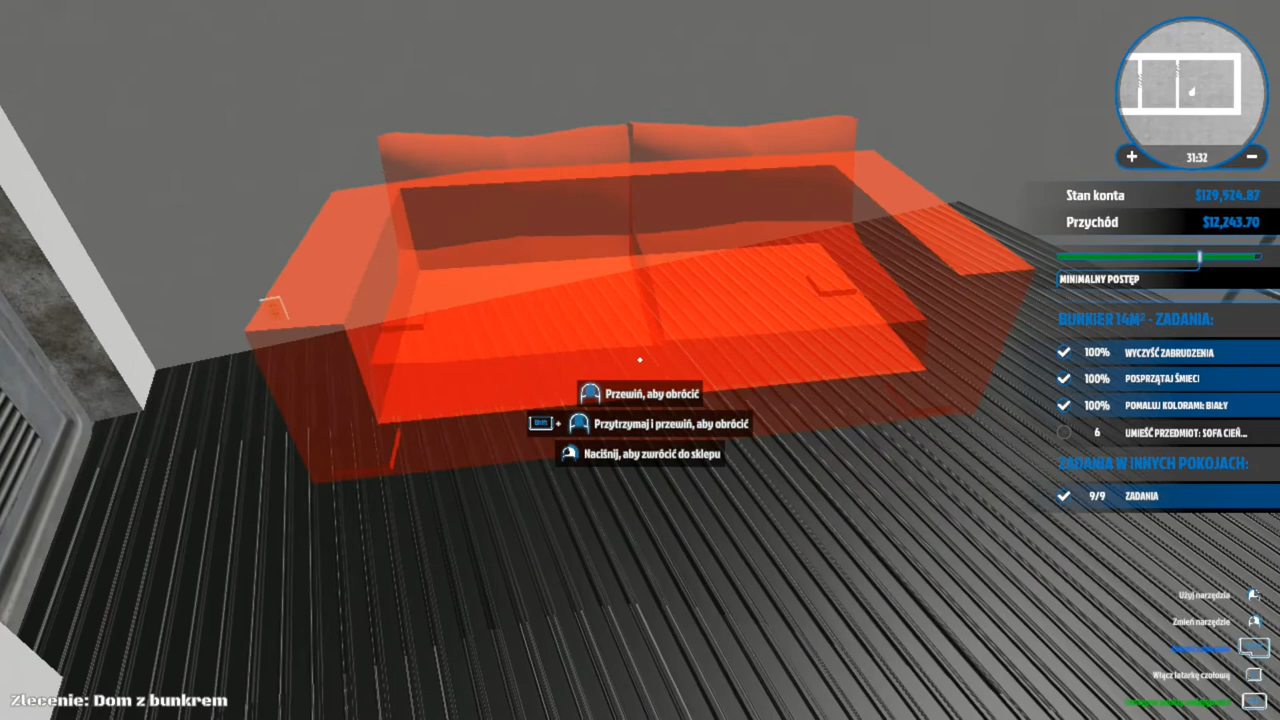 31:32
Stan konta $129,524.87
Przychód $12,243.70
MINIMALNY POSTĘP
BUNKIER 14M² - ZADANIA:
100% WYCZYŚĆ ZABRUDZENIA
100% POSPRZĄTAJ ŚMIECI
100% POMALUJ KOLORAMI: BIAŁY
6 UMIEŚĆ PRZEDMIOT: SOFA CIEŃ...
ZADANIA W INNYCH POKOJACH:
9/9 ZADANIA
Przewiń, aby obrócić
+ Przytrzymaj i przewiń, aby obrócić
Naciśnij, aby zwrócić do sklepu
Użyj narzędzia
Zmień narzędzie
Włącz latarkę czołową
Zlecenie: Dom z bunkrem